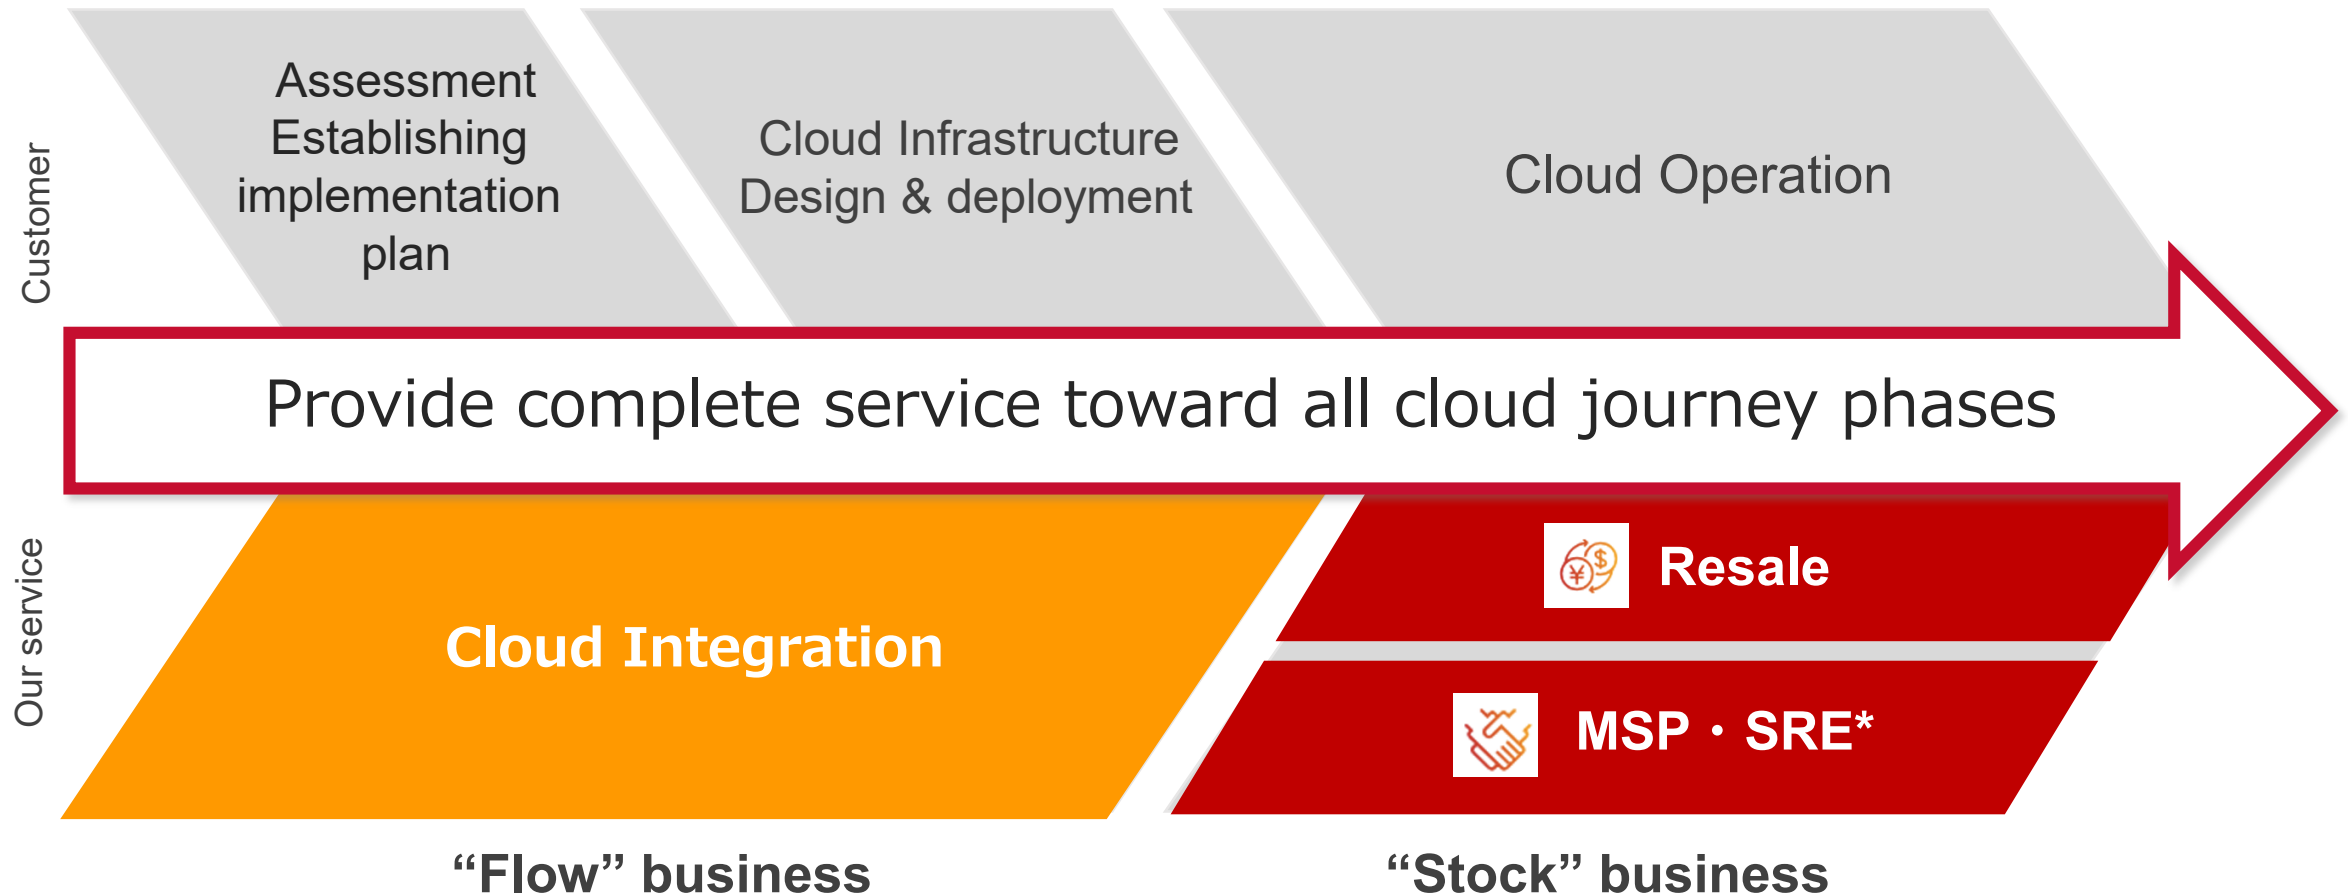 Customer
Assessment
Establishing
implementation
plan
Cloud Infrastructure
Design & deployment
Cloud Operation
Provide complete service toward all cloud journey phases
Our service
Cloud Integration
¥ $
Resale
MSP・SRE*
“Flow” business
“Stock” business